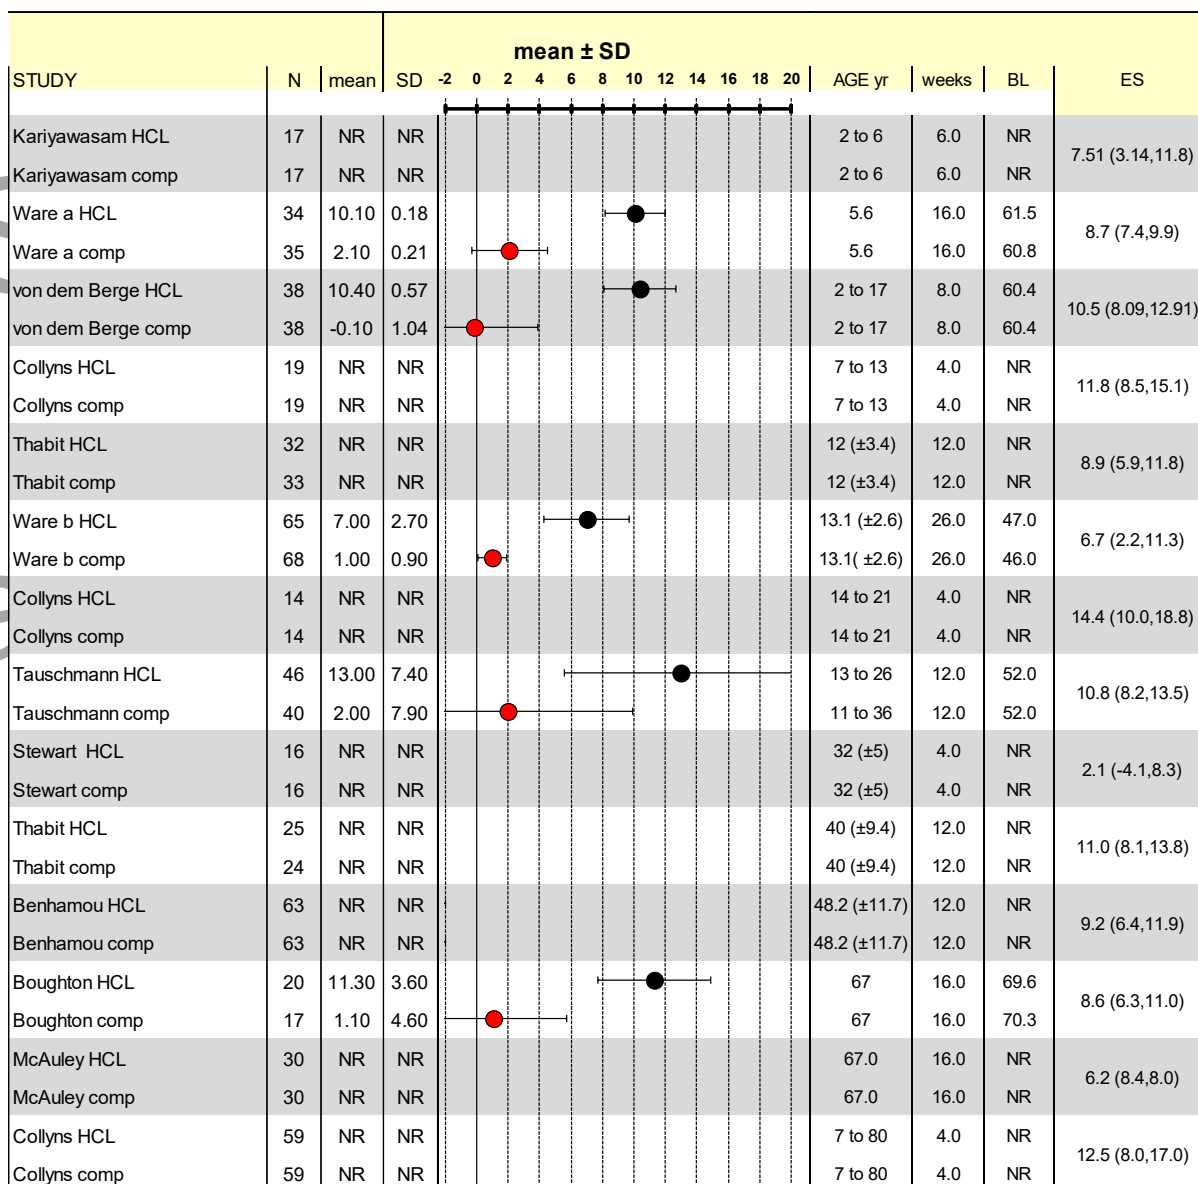 mean ± SD
STUDY N mean SD -2 0 2 4 6 8 10 12 14 16 18 20 AGE yr weeks BL ES
Kariyawasam HCL 17 NR NR 2 to 6 6.0 NR
7.51 (3.14,11.8)
Kariyawasam comp 17 NR NR 2 to 6 6.0 NR
Ware a HCL 34 10.10 0.18 5.6 16.0 61.5
8.7 (7.4,9.9)
Ware a comp 35 2.10 0.21 5.6 16.0 60.8
von dem Berge HCL 38 10.40 0.57 2 to 17 8.0 60.4
10.5 (8.09,12.91)
von dem Berge comp 38 -0.10 1.04 2 to 17 8.0 60.4
Collyns HCL 19 NR NR 7 to 13 4.0 NR
11.8 (8.5,15.1)
Collyns comp 19 NR NR 7 to 13 4.0 NR
Thabit HCL 32 NR NR 12 (±3.4) 12.0 NR
8.9 (5.9,11.8)
Thabit comp 33 NR NR 12 (±3.4) 12.0 NR
Ware b HCL 65 7.00 2.70 13.1 (±2.6) 26.0 47.0
6.7 (2.2,11.3)
Ware b comp 68 1.00 0.90 13.1( ±2.6) 26.0 46.0
Collyns HCL 14 NR NR 14 to 21 4.0 NR
14.4 (10.0,18.8)
Collyns comp 14 NR NR 14 to 21 4.0 NR
Tauschmann HCL 46 13.00 7.40 13 to 26 12.0 52.0
10.8 (8.2,13.5)
Tauschmann comp 40 2.00 7.90 11 to 36 12.0 52.0
Stewart HCL 16 NR NR 32 (±5) 4.0 NR
2.1 (-4.1,8.3)
Stewart comp 16 NR NR 32 (±5) 4.0 NR
Thabit HCL 25 NR NR 40 (±9.4) 12.0 NR
11.0 (8.1,13.8)
Thabit comp 24 NR NR 40 (±9.4) 12.0 NR
Benhamou HCL 63 NR NR 48.2 (±11.7) 12.0 NR
9.2 (6.4,11.9)
Benhamou comp 63 NR NR 48.2 (±11.7) 12.0 NR
Boughton HCL 20 11.30 3.60 67 16.0 69.6
8.6 (6.3,11.0)
Boughton comp 17 1.10 4.60 67 16.0 70.3
McAuley HCL 30 NR NR 67.0 16.0 NR
6.2 (8.4,8.0)
McAuley comp 30 NR NR 67.0 16.0 NR
Collyns HCL 59 NR NR 7 to 80 4.0 NR
12.5 (8.0,17.0)
Collyns comp 59 NR NR 7 to 80 4.0 NR